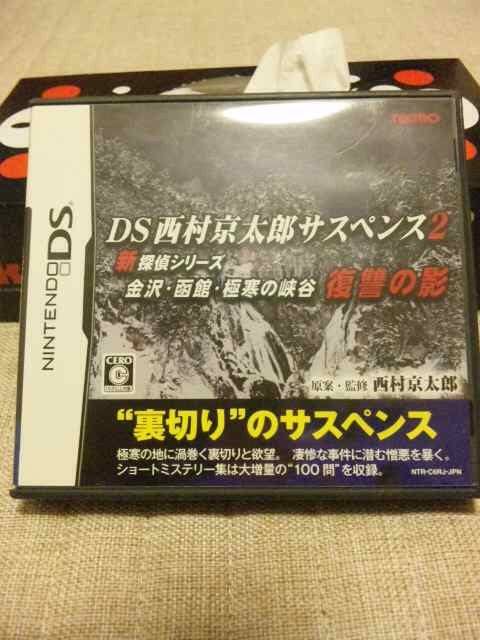 TECMO
NINTENDO DS
DS 西村京太郎サスペンス2
新 探偵シリーズ
金沢・函館・極寒の峡谷 復讐の影
CERO
C
原案・監修 西村京太郎
“裏切り”のサスペンス
極寒の地に渦巻く裏切りと欲望。 凄惨な事件に潜む憎悪を暴く。
ショートミステリー集は大増量の“100問”を収録。
NTR-C6RJ-JPN